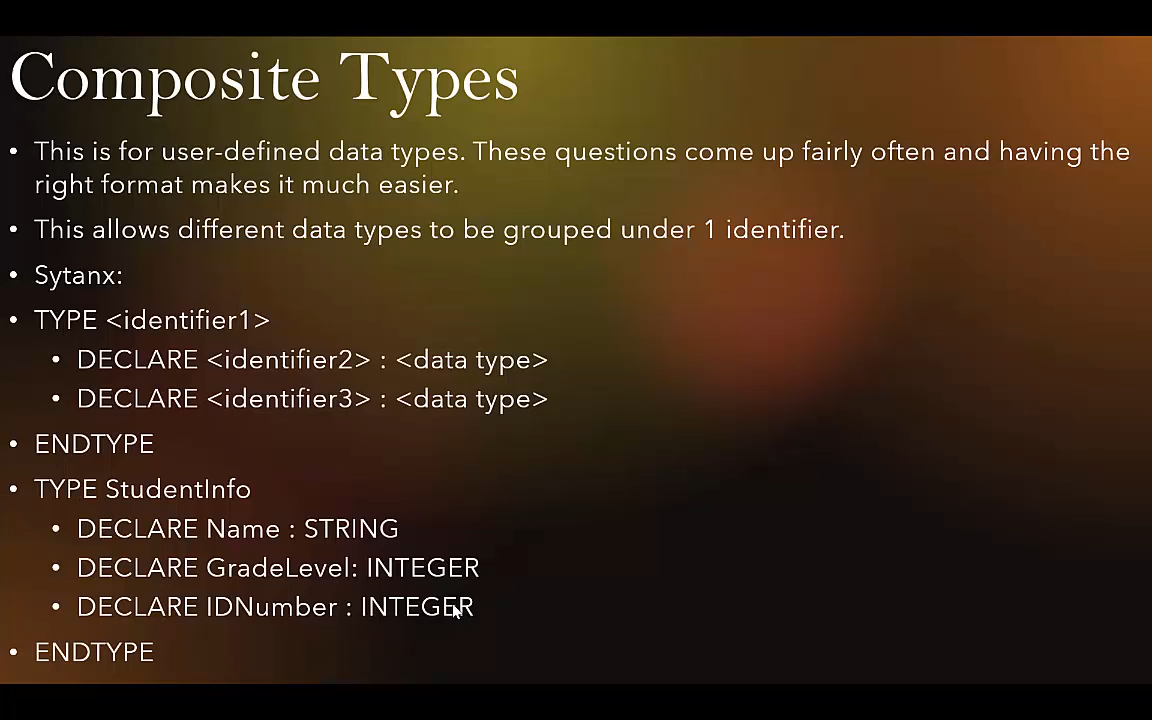 Composite Types
• This is for user-defined data types. These questions come up fairly often and having the
right format makes it much easier.
• This allows different data types to be grouped under 1 identifier.
• Sytanx:
• TYPE <identifier1>
• DECLARE <identifier2> : <data type>
• DECLARE <identifier3> : <data type>
• ENDTYPE
• TYPE StudentInfo
• DECLARE Name : STRING
• DECLARE GradeLevel: INTEGER
• DECLARE IDNumber : INTEGER
• ENDTYPE